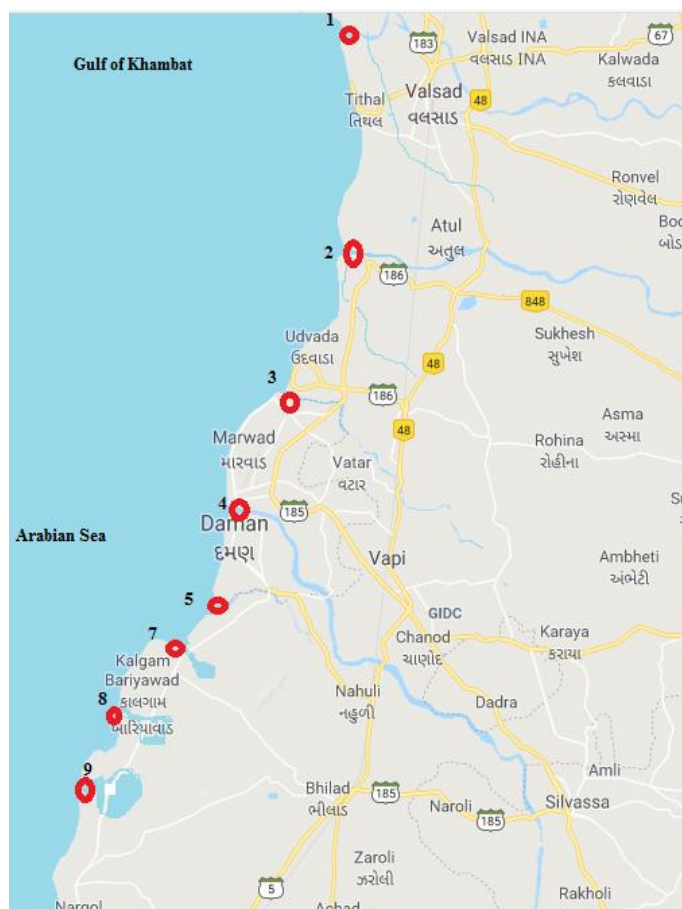 1
Gulf of Khambat
183
Valsad INA
વલસાડ INA
67
Kalwada
કલવાડા
Tithal
તિથલ
Valsad
વલસાડ
48
Ronvel
રોણવેલ
Atul
અતુલ
2
186
848
Udvada
ઉદવાડા
Sukhesh
સુખેશ
48
3
186
Asma
અસ્મા
48
Marwad
મારવાડ
Rohina
રોહીના
Vatar
વટાર
4
185
Daman
દમણ
Arabian Sea
Vapi
Ambheti
અંભેટી
5
GIDC
7
Chanod
ચાણોદ
Karaya
કરાયા
Kalgam
Bariyawad
કાલગામ
બારિયાવાડ
8
Nahuli
નહુળી
Dadra
9
Amli
Bhilad
ભીલાડ
185
Naroli
185
Silvassa
Zaroli
ઝરોલી
5
Rakholi
Nargol